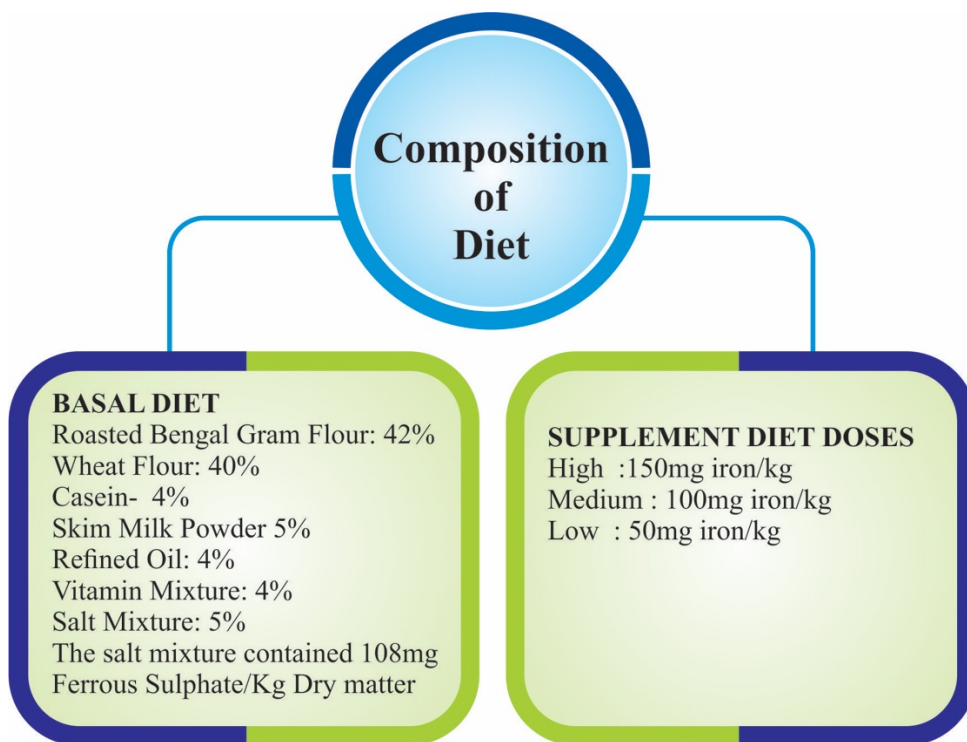 Composition
of
Diet
BASAL DIET
Roasted Bengal Gram Flour: 42%
Wheat Flour: 40%
Casein-  4%
Skim Milk Powder 5%
Refined Oil: 4%
Vitamin Mixture: 4%
Salt Mixture: 5%
The salt mixture contained 108mg
Ferrous Sulphate/Kg Dry matter
SUPPLEMENT DIET DOSES
High  :150mg iron/kg
Medium : 100mg iron/kg
Low  : 50mg iron/kg